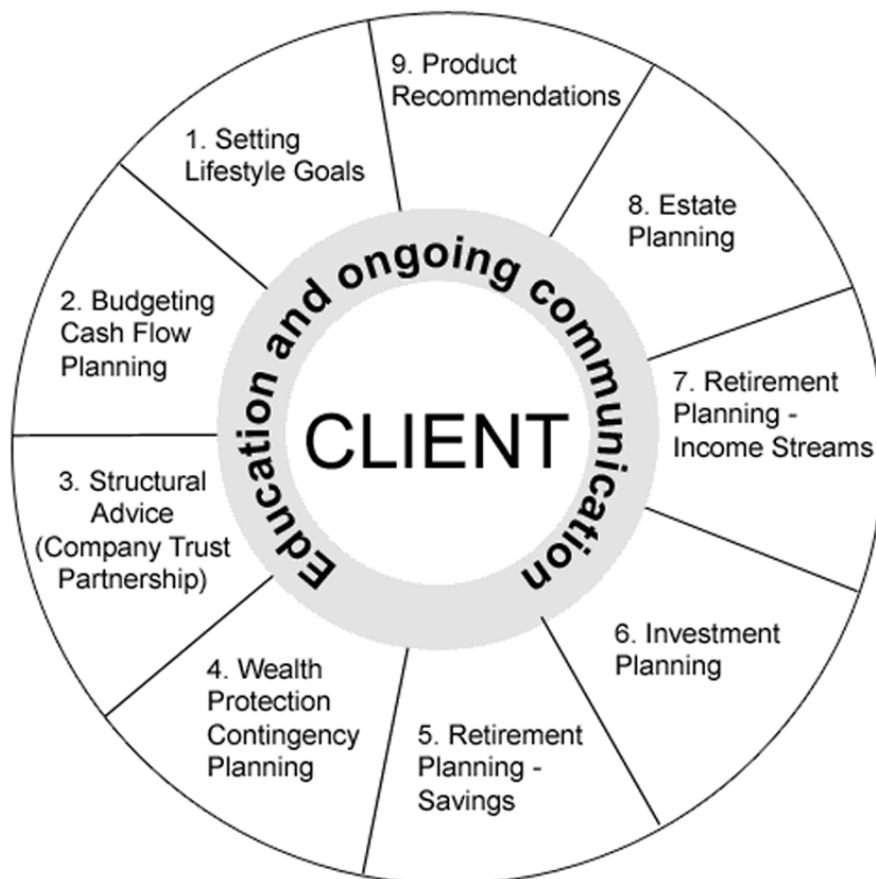 1. Setting
Lifestyle Goals
2. Budgeting
Cash Flow
Planning
3. Structural
Advice
(Company Trust
Partnership)
4. Wealth
Protection
Contingency
Planning
5. Retirement
Planning -
Savings
6. Investment
Planning
7. Retirement
Planning -
Income Streams
8. Estate
Planning
9. Product
Recommendations
Education and ongoing communication
CLIENT